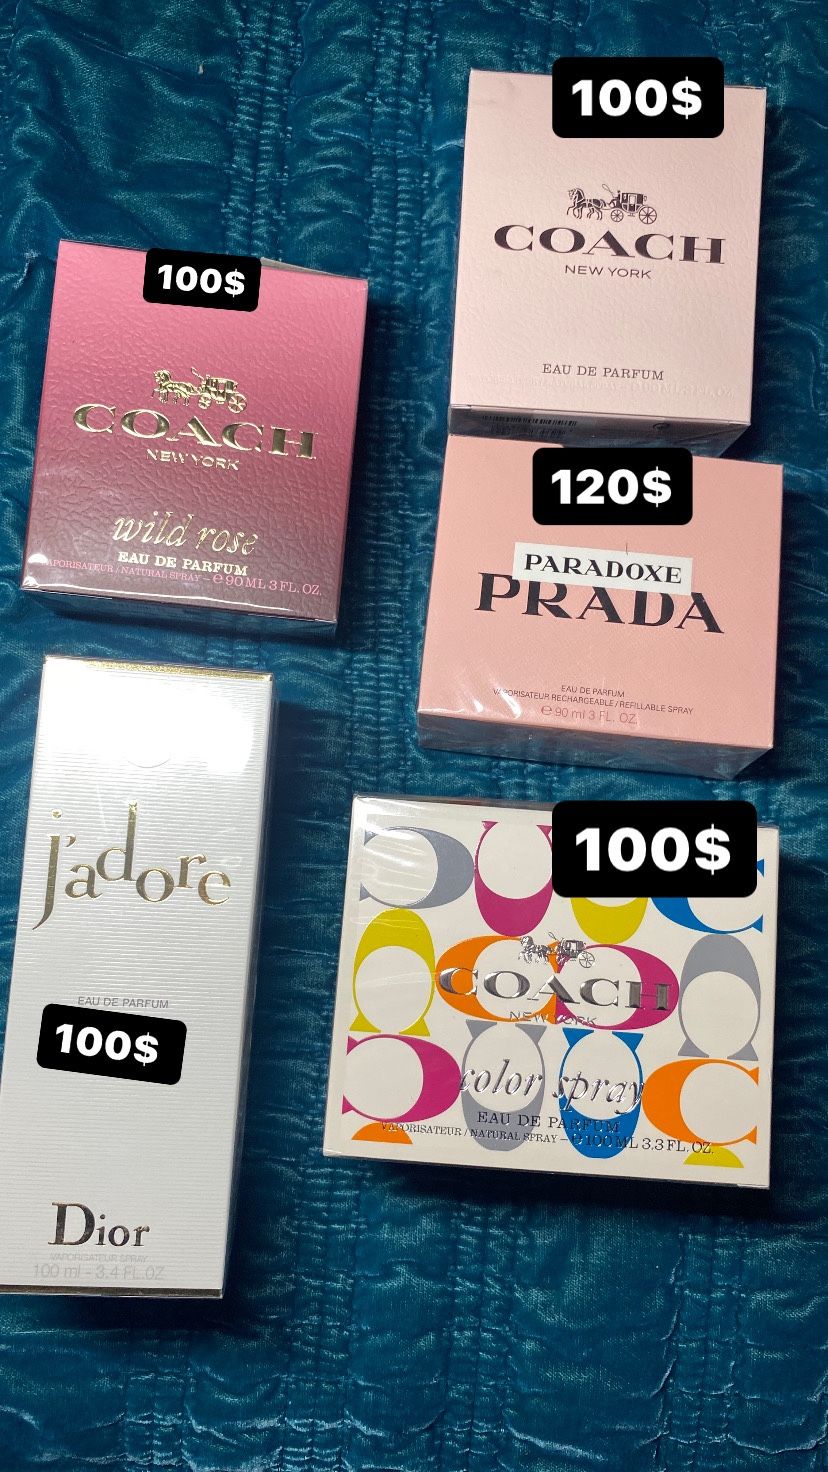 100$
COACH
NEW YORK
EAU DE PARFUM
100$
COACH
NEW YORK
wild rose
EAU DE PARFUM
VAPORISATEUR / NATURAL SPRAY – e 90 ML 3 FL. OZ.
120$
PARADOXE
PRADA
EAU DE PARFUM
VAPORISATEUR RECHARGEABLE / REFILLABLE SPRAY
e 90 ml 3 FL. OZ.
j'adore
EAU DE PARFUM
100$
Dior
VAPORISATEUR SPRAY
100 ml - 3.4 FL.OZ
100$
COACH
NEW YORK
color spray
EAU DE PARFUM
VAPORISATEUR / NATURAL SPRAY – e 100 ML 3.3 FL. OZ.